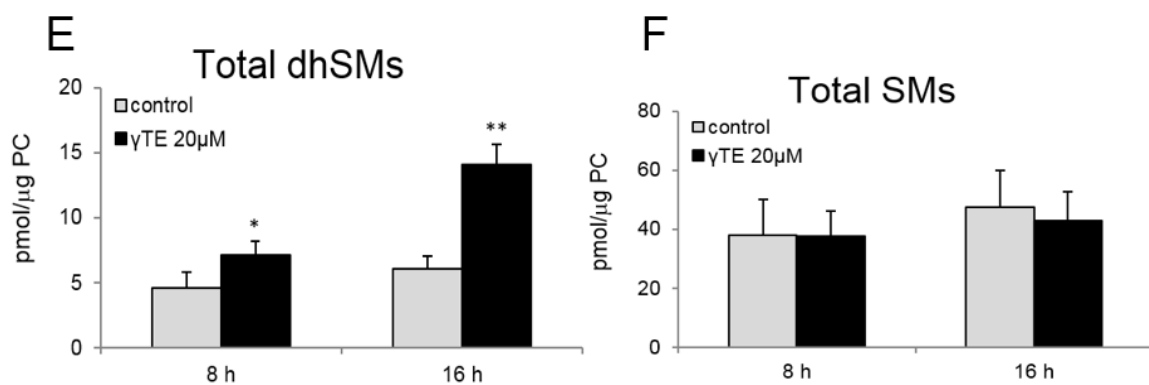 E
Total dhSMs
20
15
10
5
0
pmol/µg PC
control
γTE 20µM
*
**
8 h
16 h
F
Total SMs
80
60
40
20
0
pmol/µg PC
control
γTE 20µM
8 h
16 h